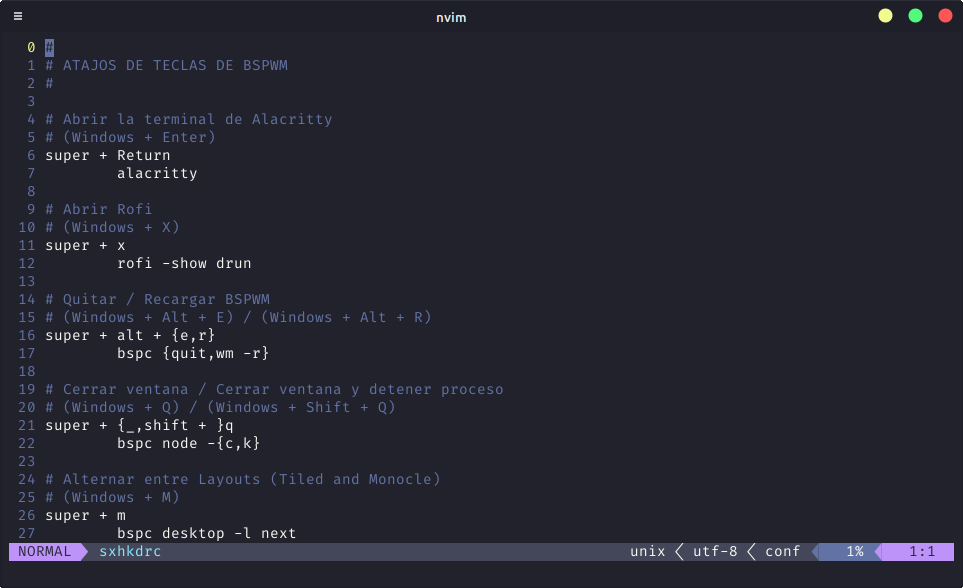 nvim
0 #
1 # ATAJOS DE TECLAS DE BSPWM
2 #
3
4 # Abrir la terminal de Alacritty
5 # (Windows + Enter)
6 super + Return
7 alacritty
8
9 # Abrir Rofi
10 # (Windows + X)
11 super + x
12 rofi -show drun
13
14 # Quitar / Recargar BSPWM
15 # (Windows + Alt + E) / (Windows + Alt + R)
16 super + alt + {e,r}
17 bspc {quit,wm -r}
18
19 # Cerrar ventana / Cerrar ventana y detener proceso
20 # (Windows + Q) / (Windows + Shift + Q)
21 super + {_,shift + }q
22 bspc node -{c,k}
23
24 # Alternar entre Layouts (Tiled and Monocle)
25 # (Windows + M)
26 super + m
27 bspc desktop -l next
NORMAL sxhkdrc unix utf-8 conf 1% 1:1